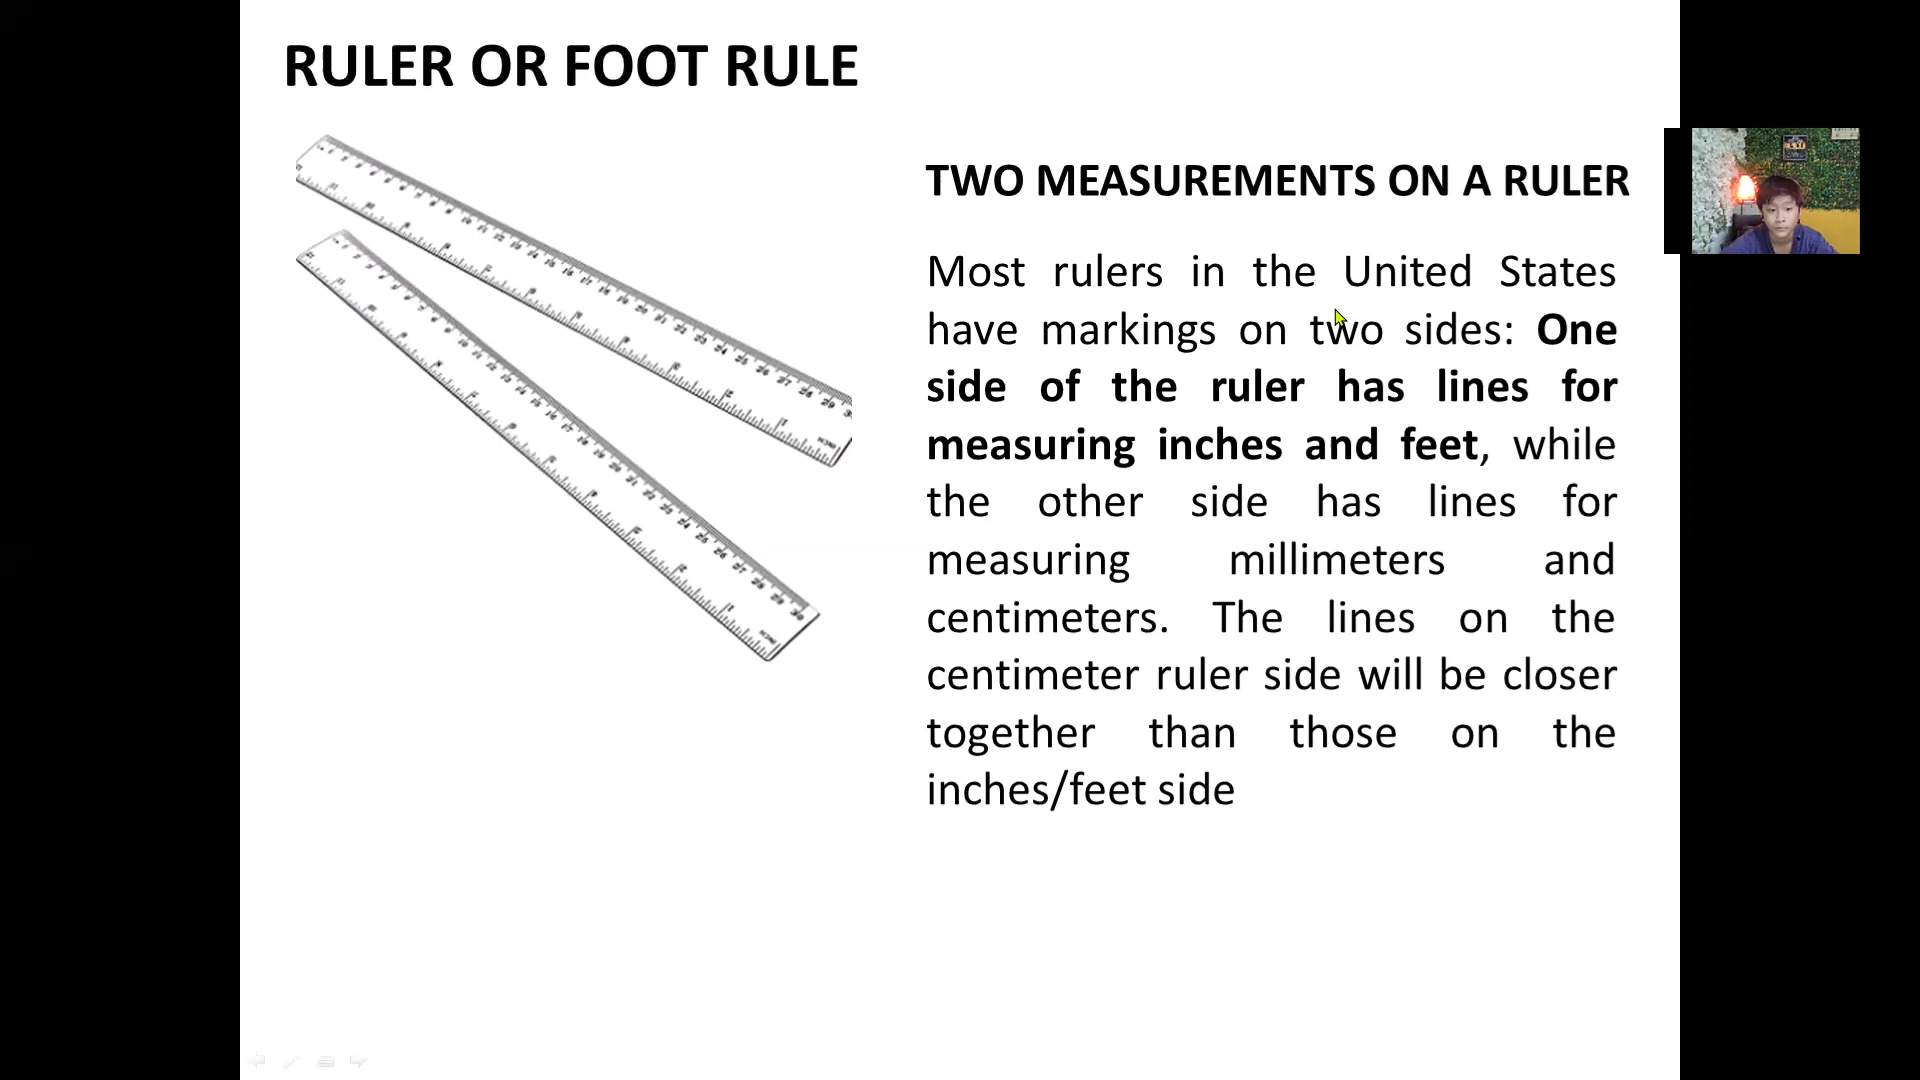 RULER OR FOOT RULE
TWO MEASUREMENTS ON A RULER
Most rulers in the United States
have markings on two sides: One
side of the ruler has lines for
measuring inches and feet, while
the other side has lines for
measuring millimeters and
centimeters. The lines on the
centimeter ruler side will be closer
together than those on the
inches/feet side